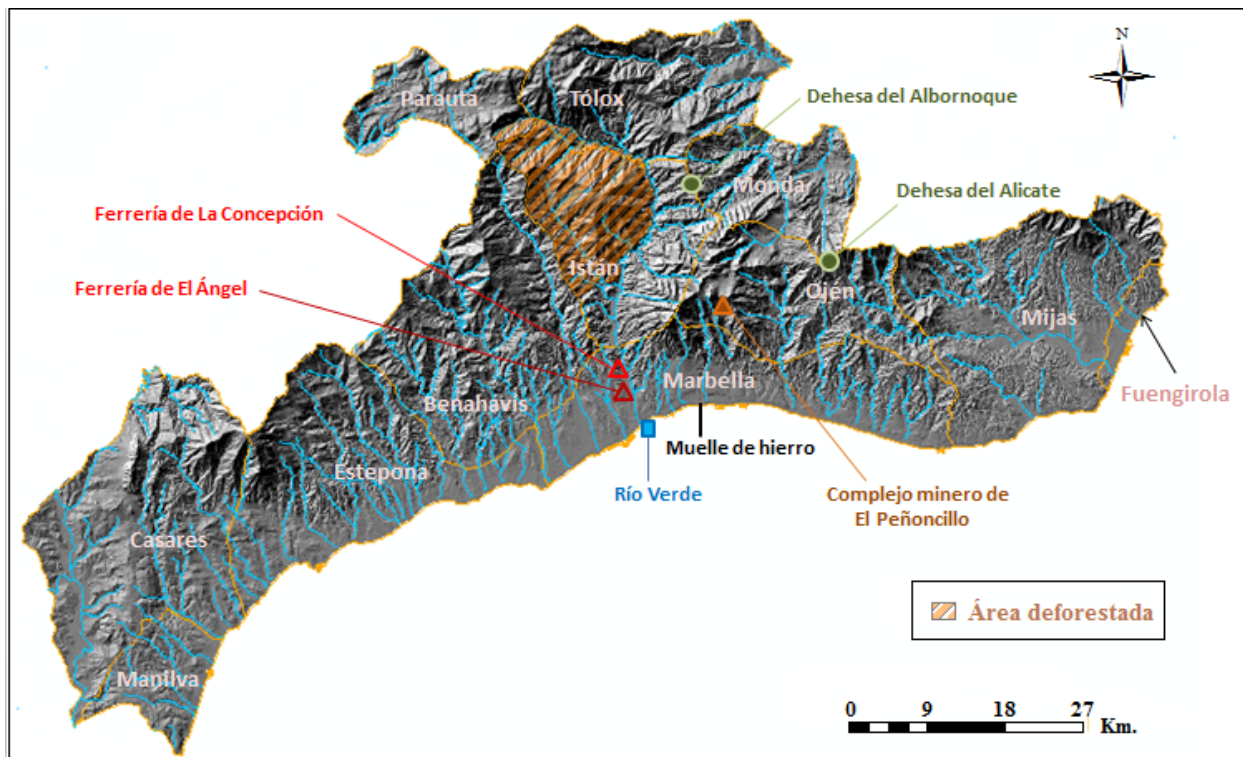 N
Dehesa del Albornoque
Parauta
Tólox
Monda
Dehesa del Alicate
Ferrería de La Concepción
Istán
Ferrería de El Ángel
Ojén
Mijas
Marbella
Fuengirola
Benahavís
Muelle de hierro
Estepona
Río Verde
Complejo minero de
El Peñoncillo
Casares
Área deforestada
Manilva
0 9 18 27 Km.